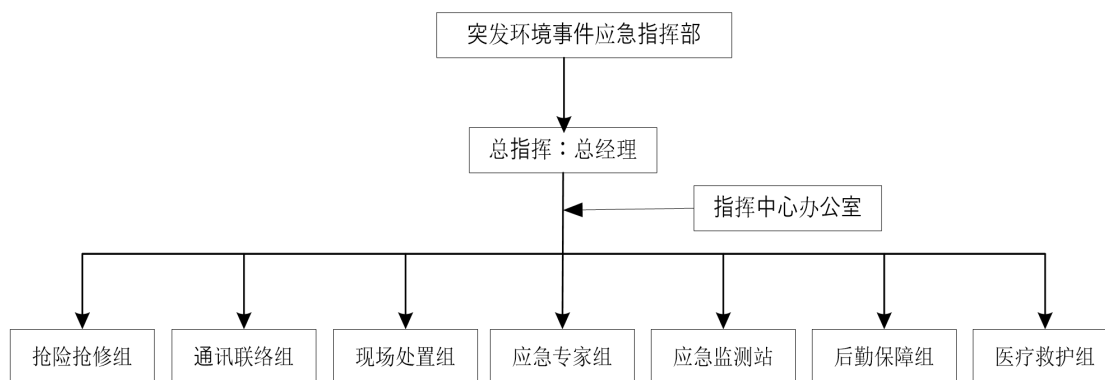 突发环境事件应急指挥部
总指挥：总经理
指挥中心办公室
抢险抢修组
通讯联络组
现场处置组
应急专家组
应急监测站
后勤保障组
医疗救护组